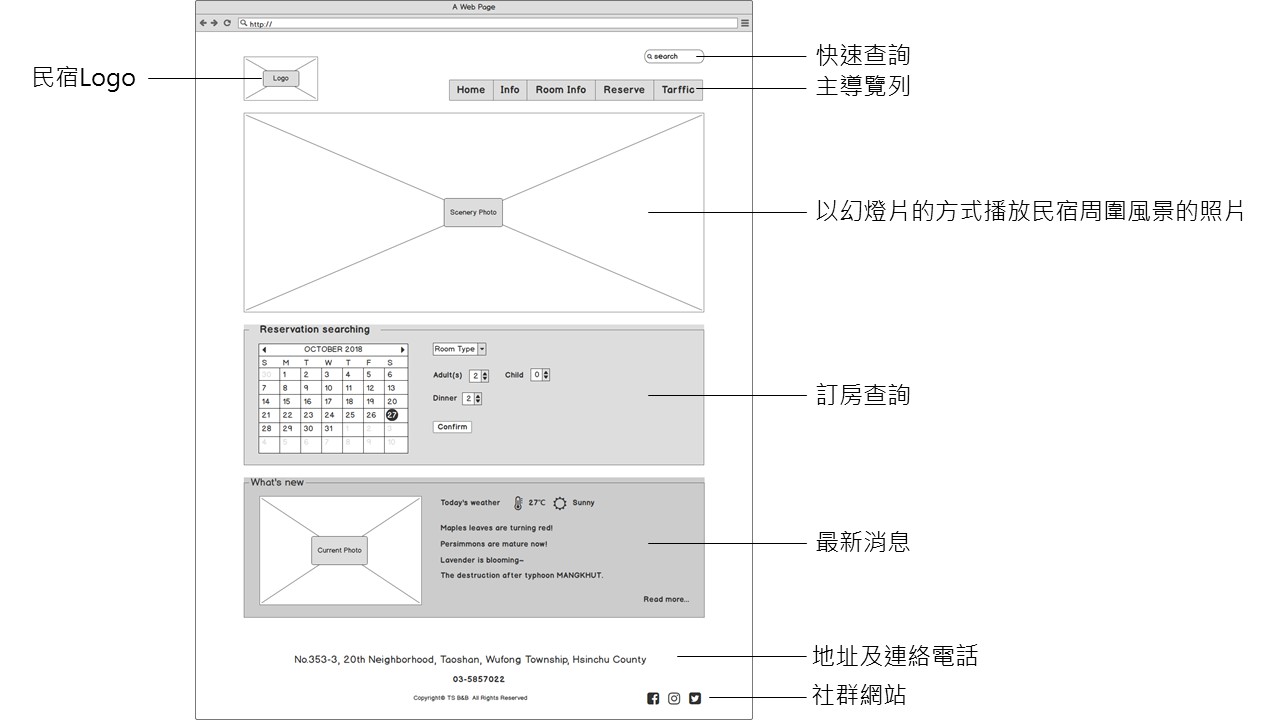 A Web Page
http://
search
快速查詢
民宿Logo
Logo
Home Info Room Info Reserve Tarffic
主導覽列
Scenery Photo
以幻燈片的方式播放民宿周圍風景的照片
Reservation searching
OCTOBER 2018
S M T W T F S
30 1 2 3 4 5 6
7 8 9 10 11 12 13
14 15 16 17 18 19 20
21 22 23 24 25 26 27
28 29 30 31 1 2 3
4 5 6 7 8 9 10
Room Type
Adult(s) 2 Child 0
Dinner 2
Confirm
訂房查詢
What's new
Current Photo
Today's weather 27℃ Sunny
Maples leaves are turning red!
Persimmons are mature now!
Lavender is blooming~
The destruction after typhoon MANGKHUT.
Read more...
最新消息
No.353-3, 20th Neighborhood, Taoshan, Wufong Township, Hsinchu County
地址及連絡電話
03-5857022
Copyright© TS B&B All Rights Reserved
社群網站